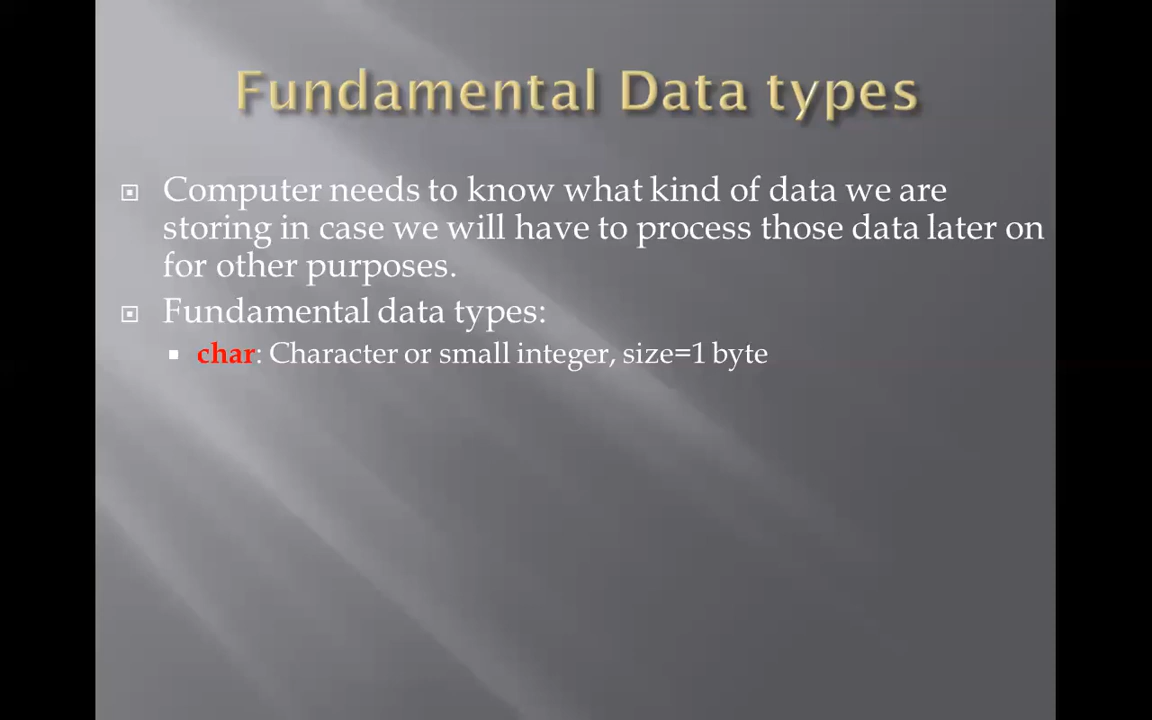 Fundamental Data types
Computer needs to know what kind of data we are
storing in case we will have to process those data later on
for other purposes.
Fundamental data types:
char: Character or small integer, size=1 byte